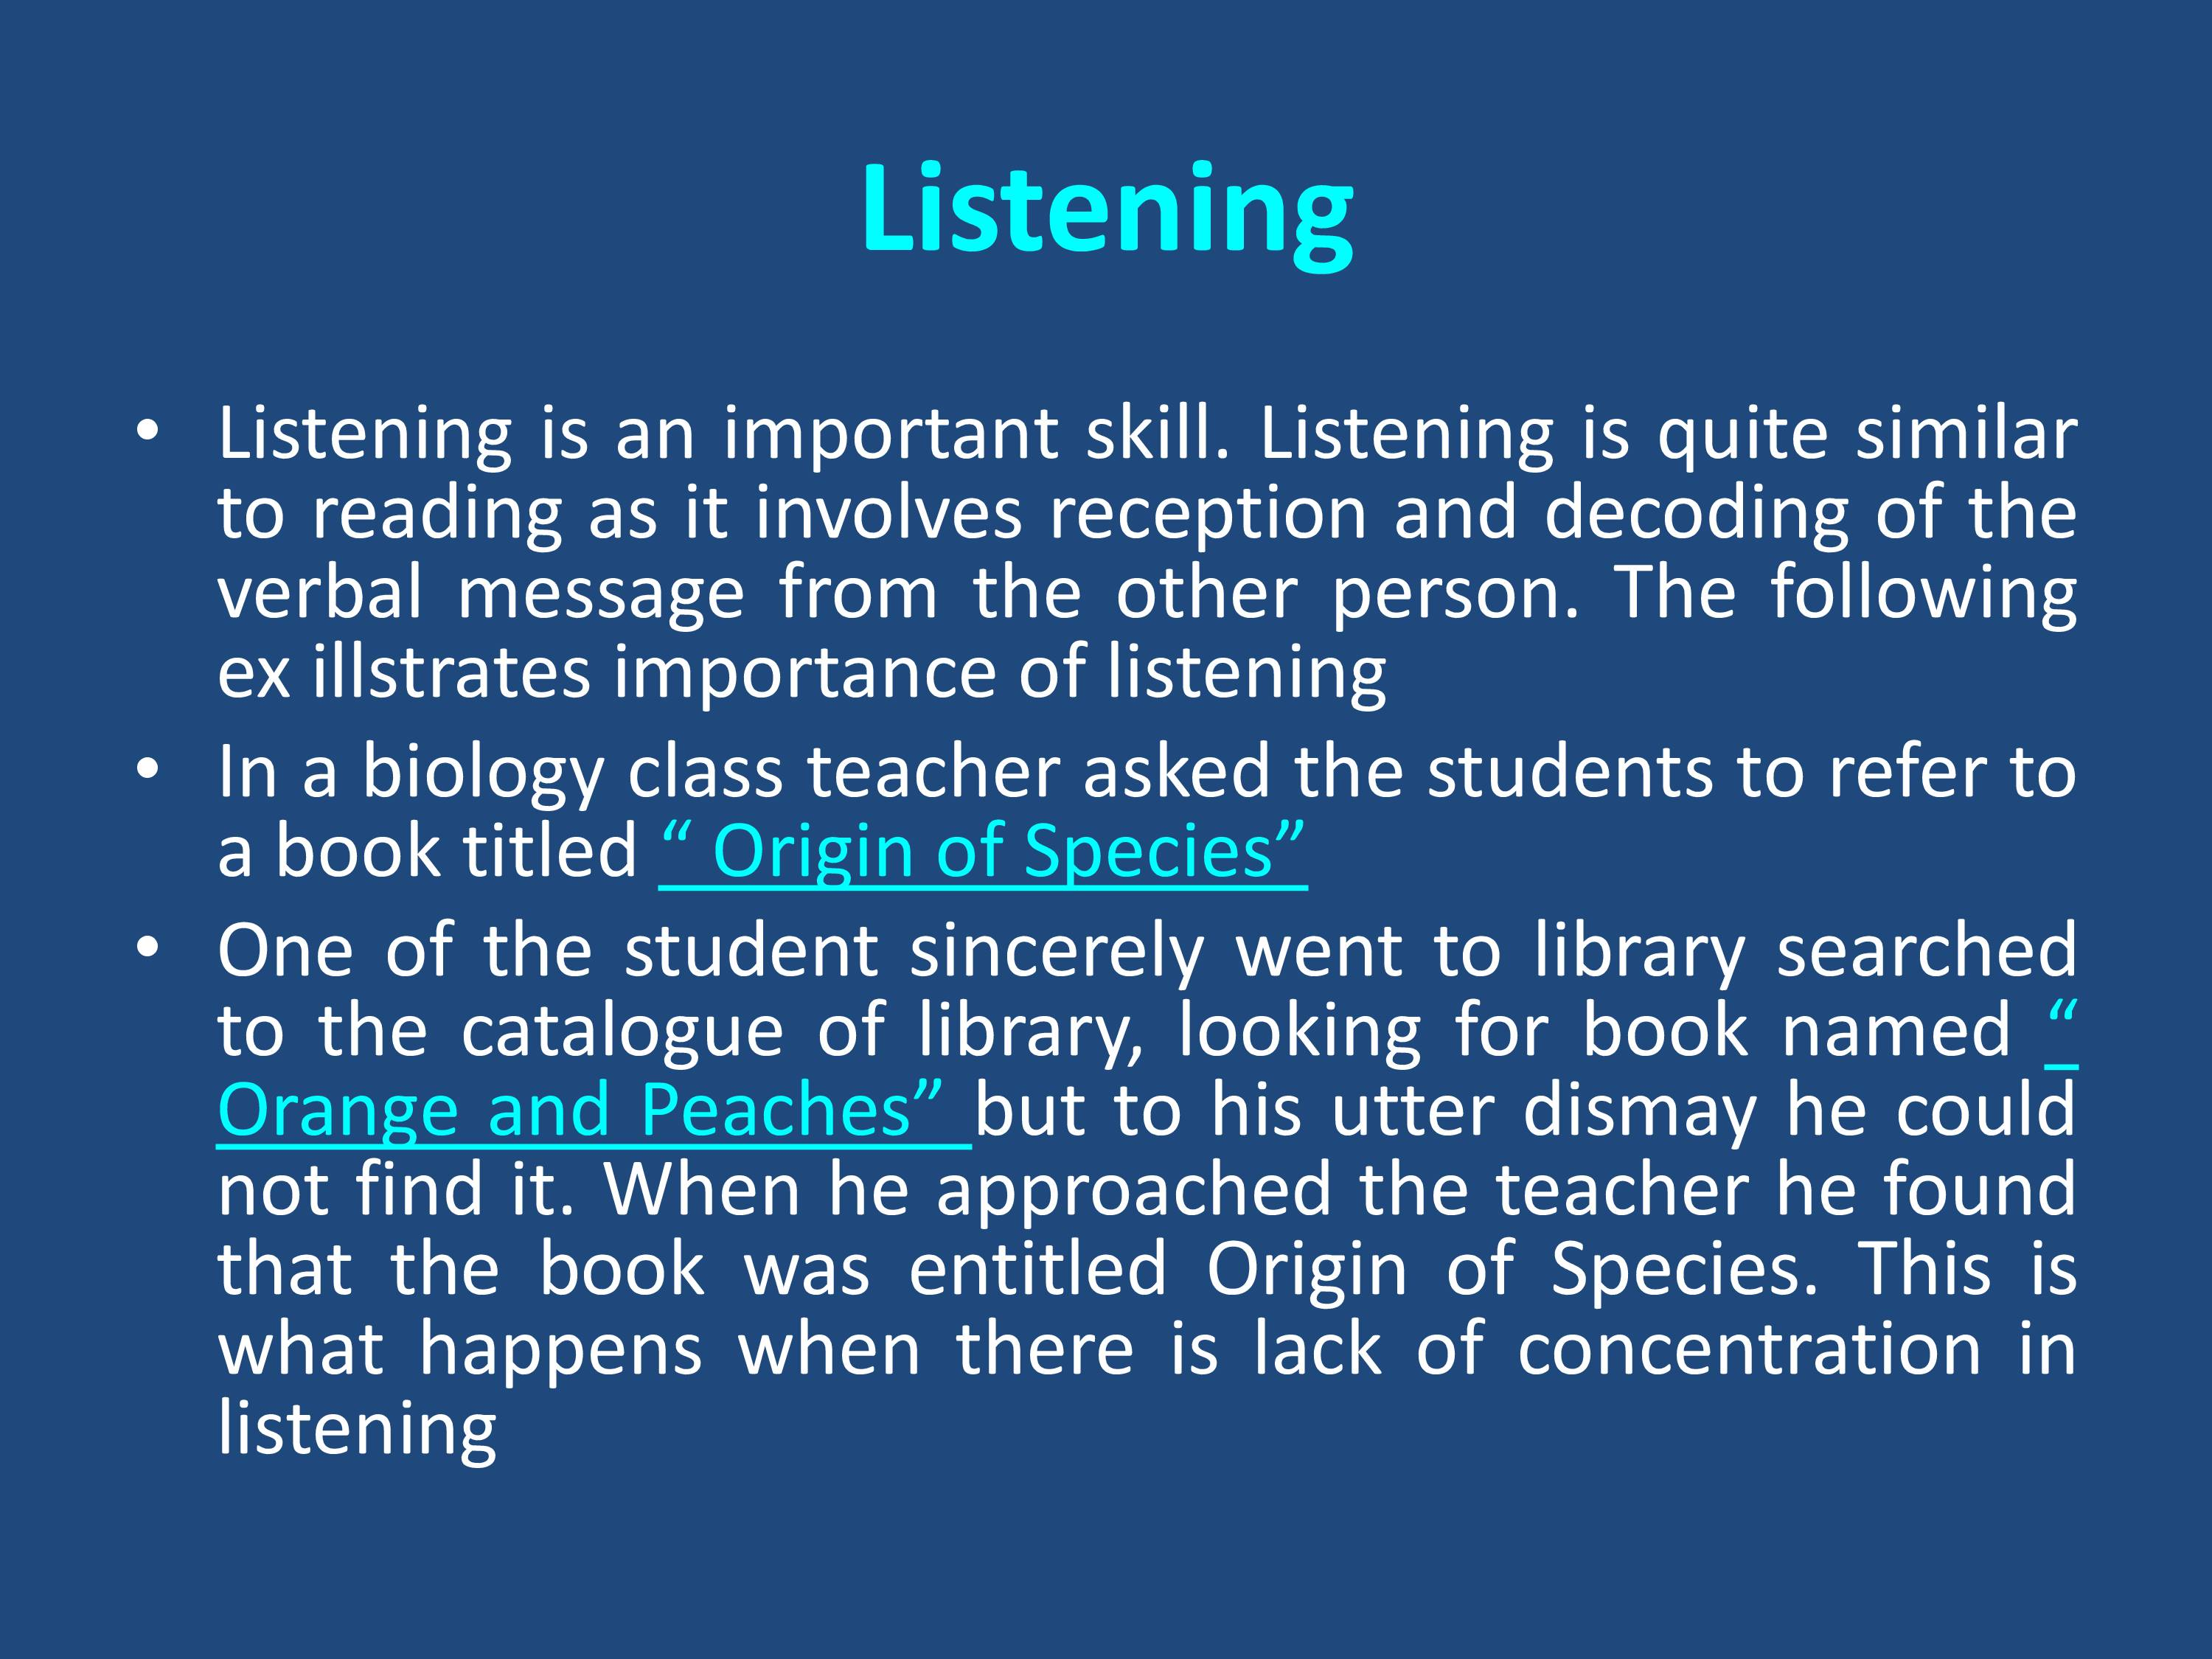 Listening
• Listening is an important skill. Listening is quite similar
to reading as it involves reception and decoding of the
verbal message from the other person. The following
ex illstrates importance of listening
• In a biology class teacher asked the students to refer to
a book titled “ Origin of Species”
• One of the student sincerely went to library searched
to the catalogue of library, looking for book named “
Orange and Peaches” but to his utter dismay he could
not find it. When he approached the teacher he found
that the book was entitled Origin of Species. This is
what happens when there is lack of concentration in
listening